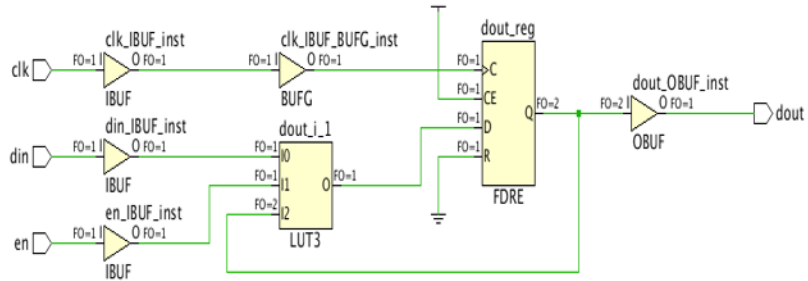 clk_IBUF_inst
clk_IBUF_BUFG_inst
dout_reg
clk
FO=1 I
O FO=1
IBUF
FO=1 I
O FO=1
BUFG
FO=1
C
FO=1
CE
FO=1
D
FO=1
R
Q
FO=2
FDRE
dout_OBUF_inst
FO=2 I
O FO=1
OBUF
dout
din_IBUF_inst
din
FO=1 I
O FO=1
IBUF
dout_i_1
FO=1
I0
FO=1
I1
FO=2
I2
O
FO=1
LUT3
en_IBUF_inst
en
FO=1 I
O FO=1
IBUF